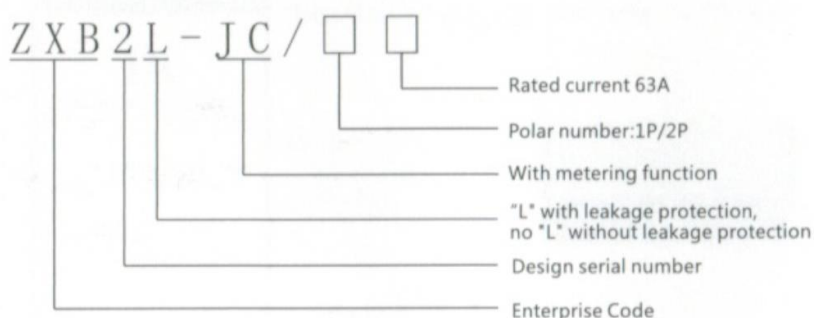 ZXB2L-JC/□ □
Rated current 63A
Polar number:1P/2P
With metering function
"L" with leakage protection,
no "L" without leakage protection
Design serial number
Enterprise Code